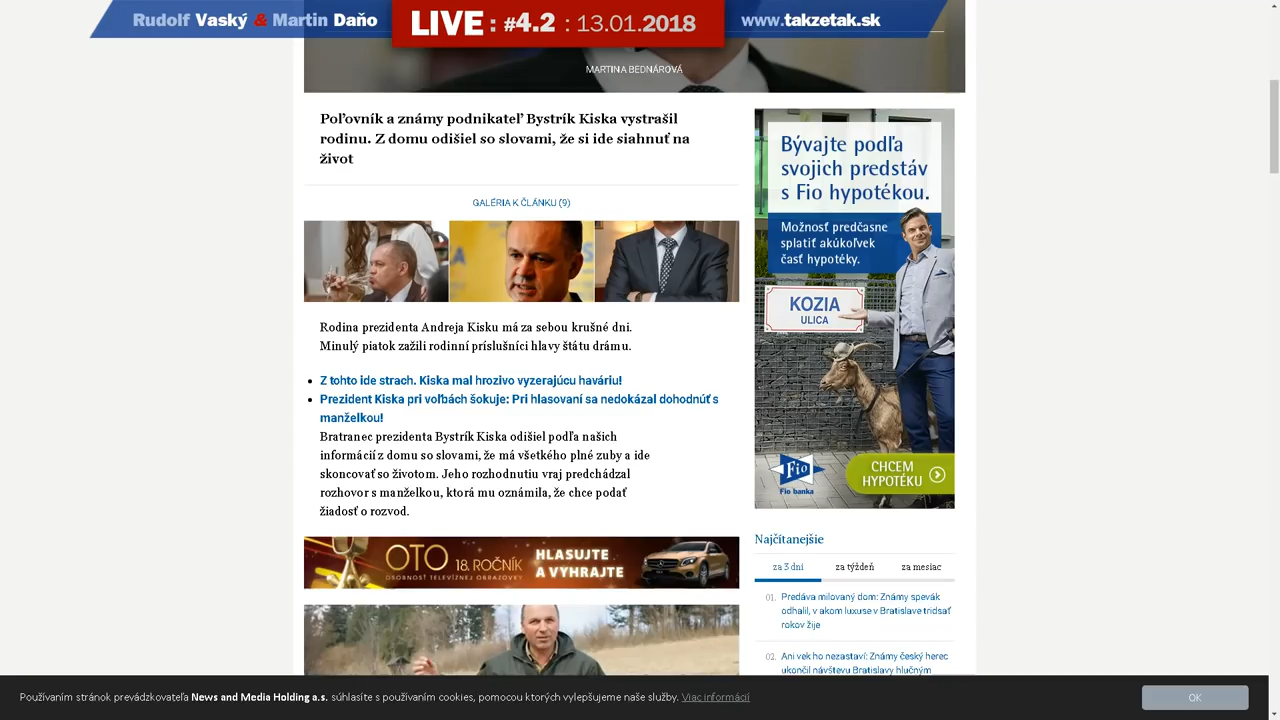 Rudolf Vaský & Martin Daňo
LIVE : #4.2 : 13.01.2018
www.takzetak.sk
MARTINA BEDNÁROVÁ
Poľovník a známy podnikateľ Bystrík Kiska vystrašil
rodinu. Z domu odišiel so slovami, že si ide siahnuť na
život
GALÉRIA K ČLÁNKU (9)
Rodina prezidenta Andreja Kisku má za sebou krušné dni.
Minulý piatok zažili rodinní príslušníci hlavy štátu drámu.
Z tohto ide strach. Kiska mal hrozivo vyzerajúcu haváriu!
Prezident Kiska pri voľbách šokuje: Pri hlasovaní sa nedokázal dohodnúť s
manželkou!
Bratranec prezidenta Bystrík Kiska odišiel podľa našich
informácií z domu so slovami, že má všetkého plné zuby a ide
skoncovať so životom. Jeho rozhodnutiu vraj predchádzal
rozhovor s manželkou, ktorá mu oznámila, že chce podať
žiadosť o rozvod.
OTO 18. ROČNÍK
OSOBNOSŤ TELEVÍZNEJ OBRAZOVKY
HLASUJTE
A VYHRAJTE
Bývajte podľa
svojich predstáv
s Fio hypotékou.
Možnosť predčasne
splatiť akúkoľvek
časť hypotéky.
KOZIA
ULICA
Fio
Fio banka
CHCEM
HYPOTÉKU
Najčítanejšie
za 3 dni za týždeň za mesiac
01. Predáva milovaný dom: Známy spevák
odhalil, v akom luxuse v Bratislave tridsať
rokov žije
02. Ani vek ho nezastaví: Známy český herec
ukončil návštevu Bratislavy hlučným
Používaním stránok prevádzkovateľa News and Media Holding a.s. súhlasíte s používaním cookies, pomocou ktorých vylepšujeme naše služby. Viac informácií
OK